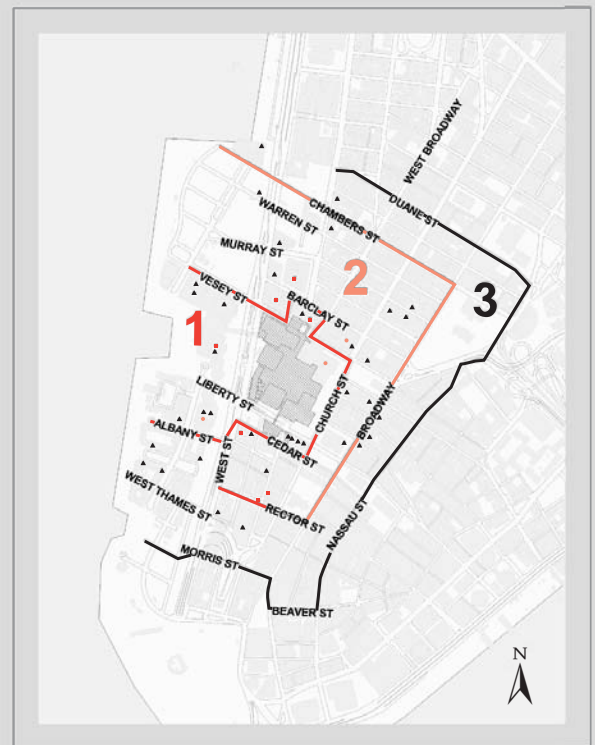 WEST BROADWAY
DUANE ST
CHAMBERS ST
WARREN ST
MURRAY ST
2
3
VESEY ST
BARCLAY ST
1
LIBERTY ST
CHURCH ST
BROADWAY
ALBANY ST
WEST ST
CEDAR ST
WEST THAMES ST
RECTOR ST
NASSAU ST
MORRIS ST
BEAVER ST
N